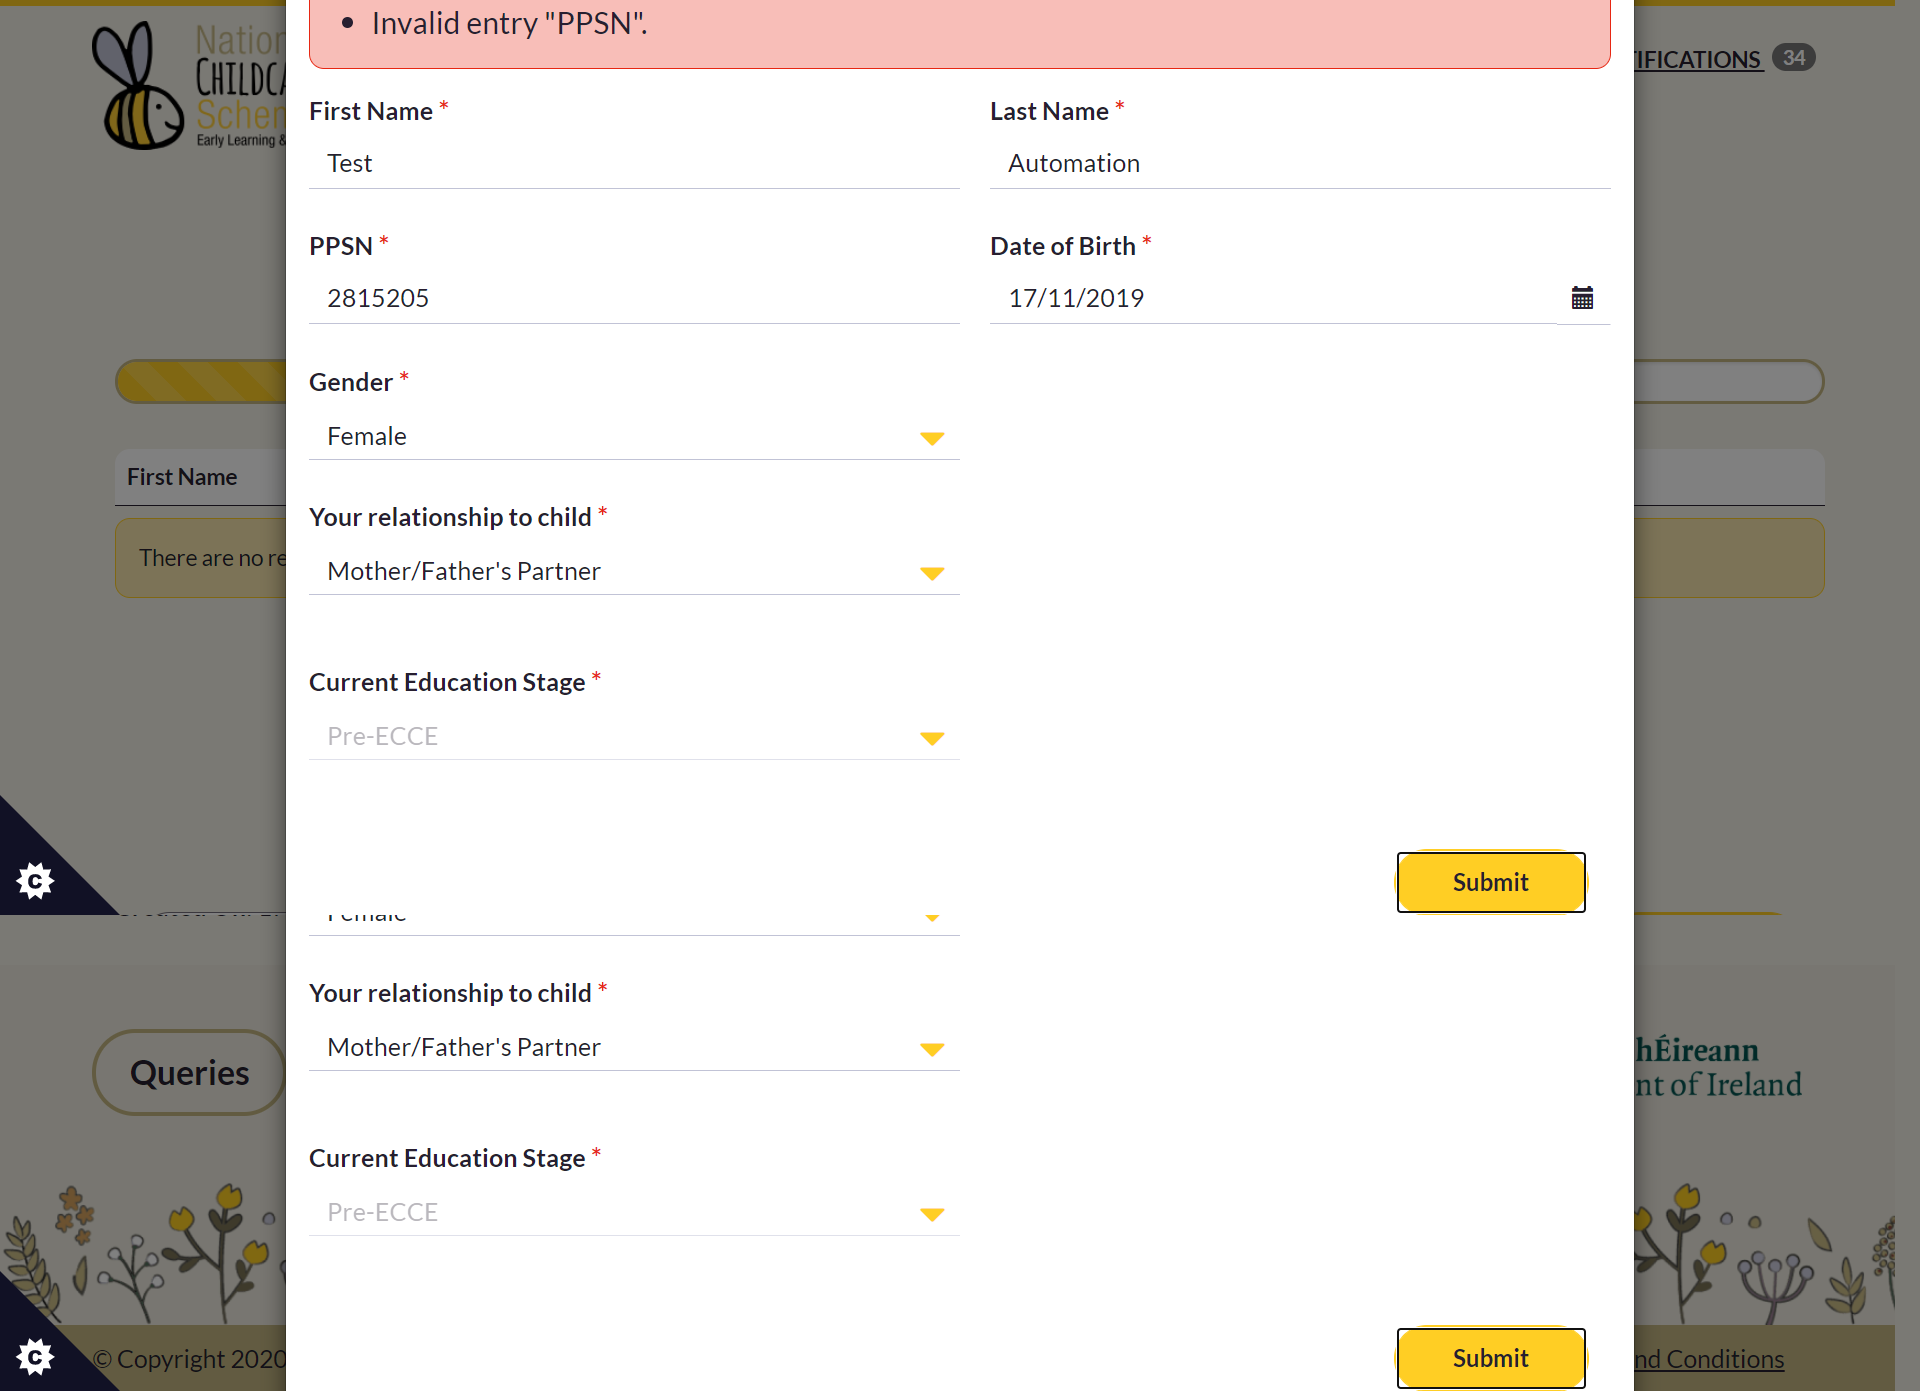 Invalid entry "PPSN".
Nation
CHILDCA
Schem
Early Learning &
TIFICATIONS 34
First Name *
Last Name *
Test
Automation
PPSN *
Date of Birth *
2815205
17/11/2019
Gender *
Female
First Name
Your relationship to child *
There are no re
Mother/Father's Partner
Current Education Stage *
Pre-ECCE
C
Submit
Female
Your relationship to child *
Mother/Father's Partner
Queries
hÉireann
nt of Ireland
Current Education Stage *
Pre-ECCE
C
© Copyright 2020
Submit
nd Conditions